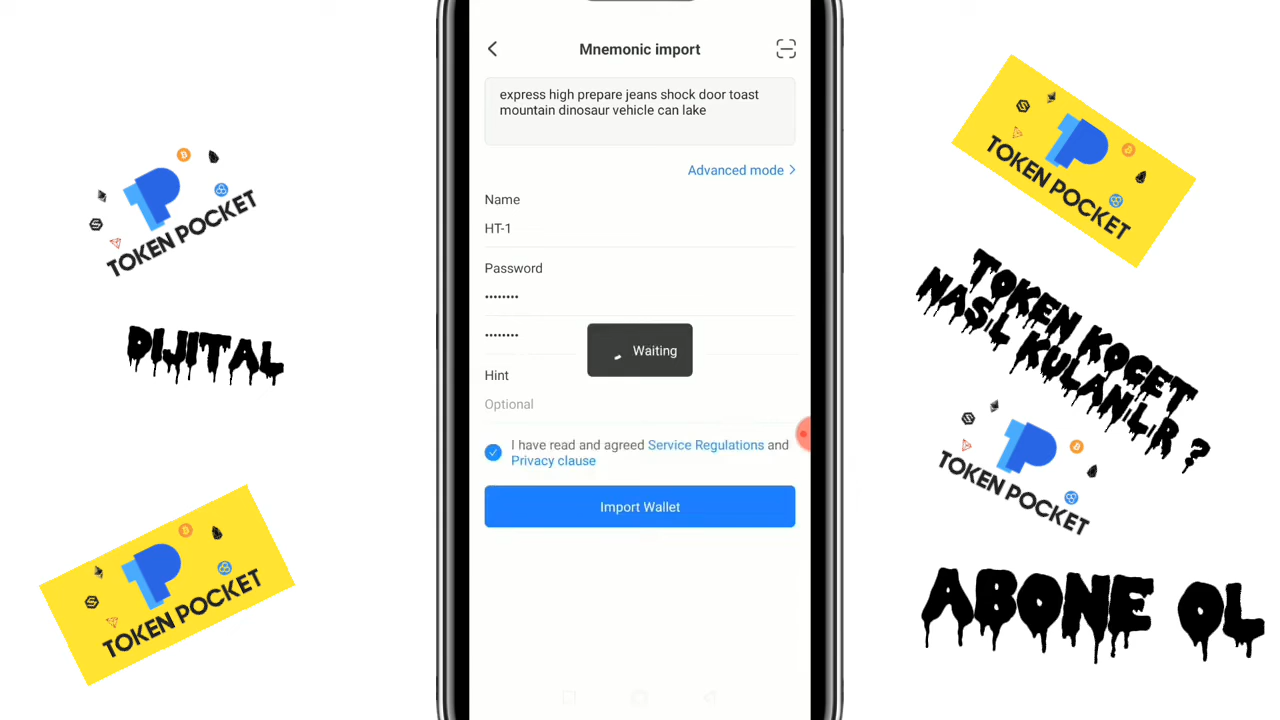 Mnemonic import
express high prepare jeans shock door toast
mountain dinosaur vehicle can lake
Advanced mode
Name
HT-1
Password
••••••••
••••••••
Waiting
Hint
Optional
I have read and agreed Service Regulations and
Privacy clause
Import Wallet
TOKEN POCKET
DIJITAL
TOKEN POCKET
TOKEN POCKET
TOKEN KOCET
NASIL KULANLR ?
TOKEN POCKET
ABONE OL